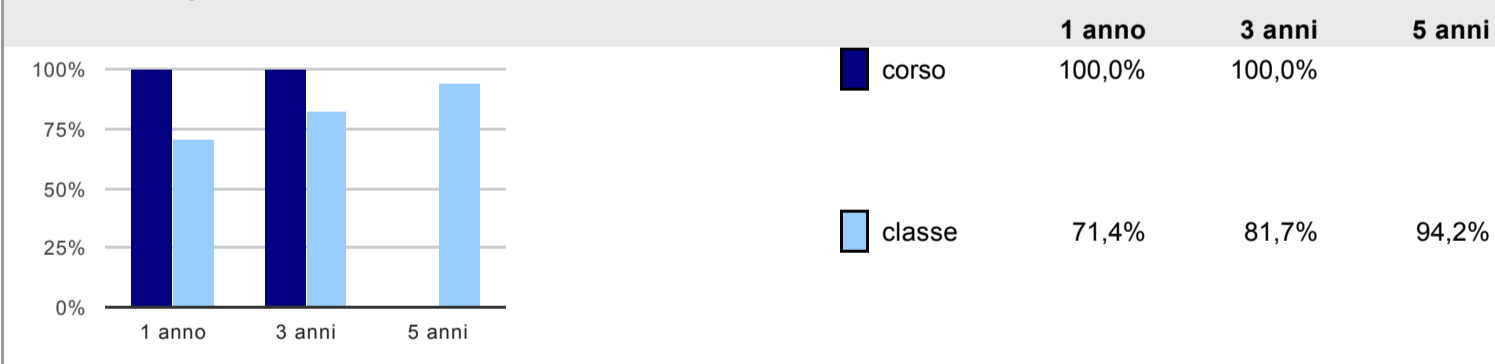 1 anno 3 anni 5 anni
100%
75%
50%
25%
0%
1 anno 3 anni 5 anni
corso 100,0% 100,0%
classe 71,4% 81,7% 94,2%